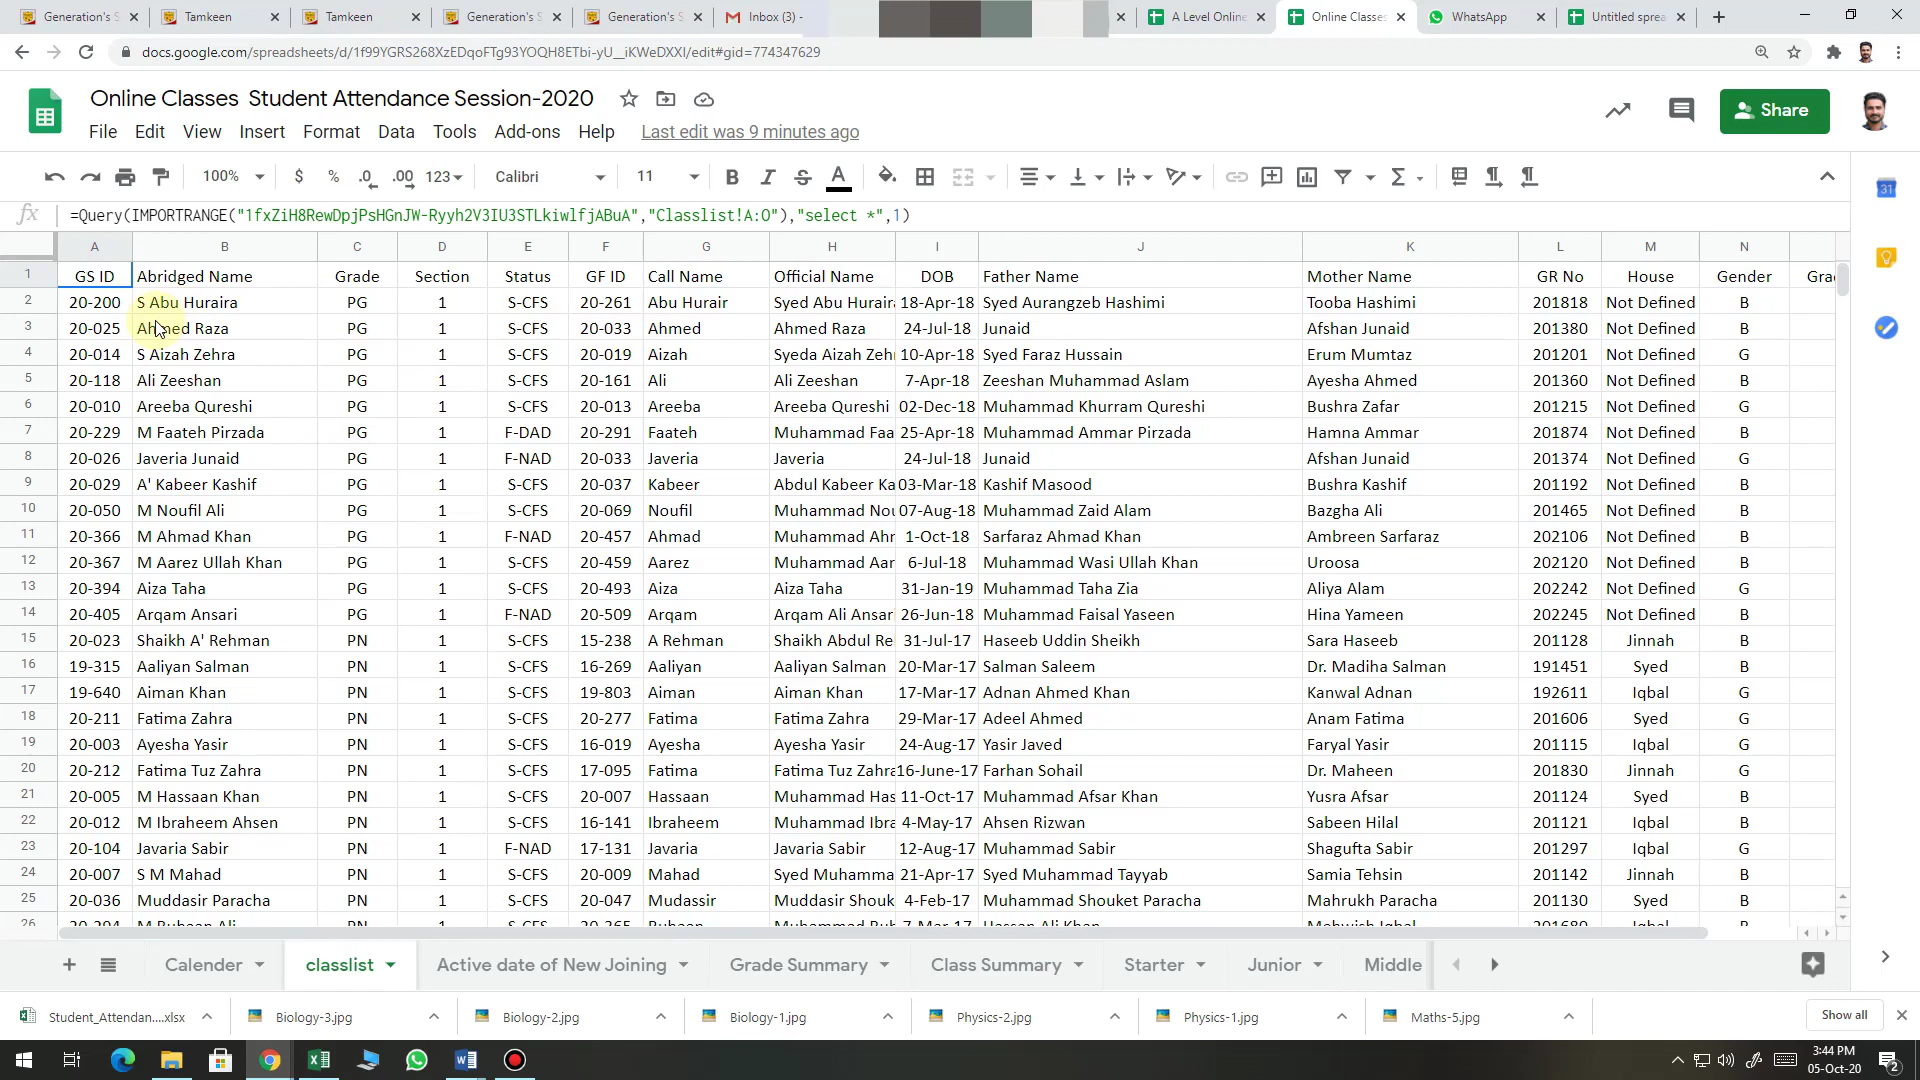 Generation's S
Tamkeen
Tamkeen
Generation's S
Generation's S
Inbox (3) -
A Level Online
Online Classes
WhatsApp
Untitled sprea
docs.google.com/spreadsheets/d/1f99YGRS268XzEDqoFTg93YOQH8ETbi-yU__iKWeDXXI/edit#gid=774347629
Online Classes Student Attendance Session-2020
Share
File Edit View Insert Format Data Tools Add-ons Help Last edit was 9 minutes ago
100% $ % .0 .00 123 Calibri 11 B I S A
31
fx =Query(IMPORTRANGE("1fxZiH8RewDpjPsHGnJW-Ryyh2V3IU3STLkiwlfjABuA","Classlist!A:O"),"select *",1)
A B C D E F G H I J K L M N
1 GS ID Abridged Name Grade Section Status GF ID Call Name Official Name DOB Father Name Mother Name GR No House Gender Gra
2 20-200 S Abu Huraira PG 1 S-CFS 20-261 Abu Hurair Syed Abu Hurair 18-Apr-18 Syed Aurangzeb Hashimi Tooba Hashimi 201818 Not Defined B
3 20-025 Ahmed Raza PG 1 S-CFS 20-033 Ahmed Ahmed Raza 24-Jul-18 Junaid Afshan Junaid 201380 Not Defined B
4 20-014 S Aizah Zehra PG 1 S-CFS 20-019 Aizah Syeda Aizah Zeh 10-Apr-18 Syed Faraz Hussain Erum Mumtaz 201201 Not Defined G
5 20-118 Ali Zeeshan PG 1 S-CFS 20-161 Ali Ali Zeeshan 7-Apr-18 Zeeshan Muhammad Aslam Ayesha Ahmed 201360 Not Defined B
6 20-010 Areeba Qureshi PG 1 S-CFS 20-013 Areeba Areeba Qureshi 02-Dec-18 Muhammad Khurram Qureshi Bushra Zafar 201215 Not Defined G
7 20-229 M Faateh Pirzada PG 1 F-DAD 20-291 Faateh Muhammad Faa 25-Apr-18 Muhammad Ammar Pirzada Hamna Ammar 201874 Not Defined B
8 20-026 Javeria Junaid PG 1 F-NAD 20-033 Javeria Javeria 24-Jul-18 Junaid Afshan Junaid 201374 Not Defined G
9 20-029 A' Kabeer Kashif PG 1 S-CFS 20-037 Kabeer Abdul Kabeer Ka 03-Mar-18 Kashif Masood Bushra Kashif 201192 Not Defined B
10 20-050 M Noufil Ali PG 1 S-CFS 20-069 Noufil Muhammad Nou 07-Aug-18 Muhammad Zaid Alam Bazgha Ali 201465 Not Defined B
11 20-366 M Ahmad Khan PG 1 F-NAD 20-457 Ahmad Muhammad Ahr 1-Oct-18 Sarfaraz Ahmad Khan Ambreen Sarfaraz 202106 Not Defined B
12 20-367 M Aarez Ullah Khan PG 1 S-CFS 20-459 Aarez Muhammad Aar 6-Jul-18 Muhammad Wasi Ullah Khan Uroosa 202120 Not Defined B
13 20-394 Aiza Taha PG 1 S-CFS 20-493 Aiza Aiza Taha 31-Jan-19 Muhammad Taha Zia Aliya Alam 202242 Not Defined G
14 20-405 Arqam Ansari PG 1 F-NAD 20-509 Arqam Arqam Ali Ansar 26-Jun-18 Muhammad Faisal Yaseen Hina Yameen 202245 Not Defined B
15 20-023 Shaikh A' Rehman PN 1 S-CFS 15-238 A Rehman Shaikh Abdul Re 31-Jul-17 Haseeb Uddin Sheikh Sara Haseeb 201128 Jinnah B
16 19-315 Aaliyan Salman PN 1 S-CFS 16-269 Aaliyan Aaliyan Salman 20-Mar-17 Salman Saleem Dr. Madiha Salman 191451 Syed B
17 19-640 Aiman Khan PN 1 S-CFS 19-803 Aiman Aiman Khan 17-Mar-17 Adnan Ahmed Khan Kanwal Adnan 192611 Iqbal G
18 20-211 Fatima Zahra PN 1 S-CFS 20-277 Fatima Fatima Zahra 29-Mar-17 Adeel Ahmed Anam Fatima 201606 Syed G
19 20-003 Ayesha Yasir PN 1 S-CFS 16-019 Ayesha Ayesha Yasir 24-Aug-17 Yasir Javed Faryal Yasir 201115 Iqbal G
20 20-212 Fatima Tuz Zahra PN 1 S-CFS 17-095 Fatima Fatima Tuz Zahra 16-June-17 Farhan Sohail Dr. Maheen 201830 Jinnah G
21 20-005 M Hassaan Khan PN 1 S-CFS 20-007 Hassaan Muhammad Has 11-Oct-17 Muhammad Afsar Khan Yusra Afsar 201124 Syed B
22 20-012 M Ibraheem Ahsen PN 1 S-CFS 16-141 Ibraheem Muhammad Ibra 4-May-17 Ahsen Rizwan Sabeen Hilal 201121 Iqbal B
23 20-104 Javaria Sabir PN 1 F-NAD 17-131 Javaria Javaria Sabir 12-Aug-17 Muhammad Sabir Shagufta Sabir 201297 Iqbal G
24 20-007 S M Mahad PN 1 S-CFS 20-009 Mahad Syed Muhamma 21-Apr-17 Syed Muhammad Tayyab Samia Tehsin 201142 Jinnah B
25 20-036 Muddasir Paracha PN 1 S-CFS 20-047 Mudassir Muddasir Shouk 4-Feb-17 Muhammad Shouket Paracha Mahrukh Paracha 201130 Syed B
26
Calender classlist Active date of New Joining Grade Summary Class Summary Starter Junior Middle
Student_Attendan....xlsx Biology-3.jpg Biology-2.jpg Biology-1.jpg Physics-2.jpg Physics-1.jpg Maths-5.jpg Show all
3:44 PM
05-Oct-20
2